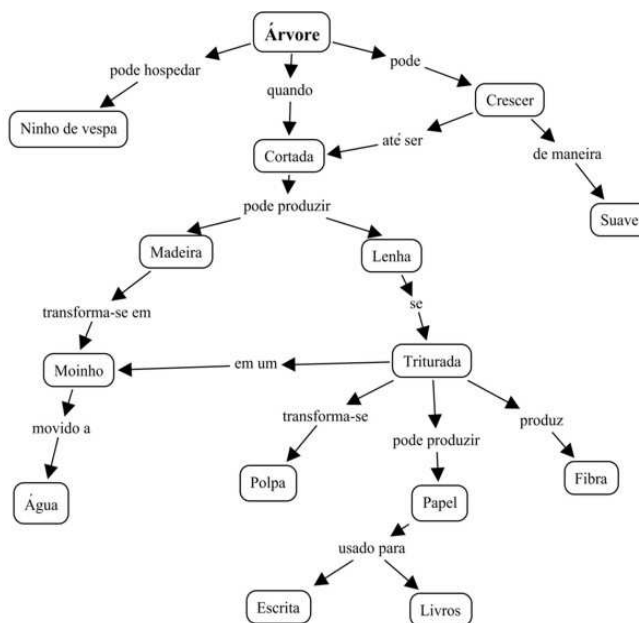 Árvore
pode hospedar
quando
pode
Ninho de vespa
Crescer
Cortada
até ser
de maneira
pode produzir
Suave
Madeira
Lenha
transforma-se em
se
Moinho
em um
Triturada
movido a
transforma-se
pode produzir
produz
Água
Polpa
Papel
Fibra
usado para
Escrita
Livros